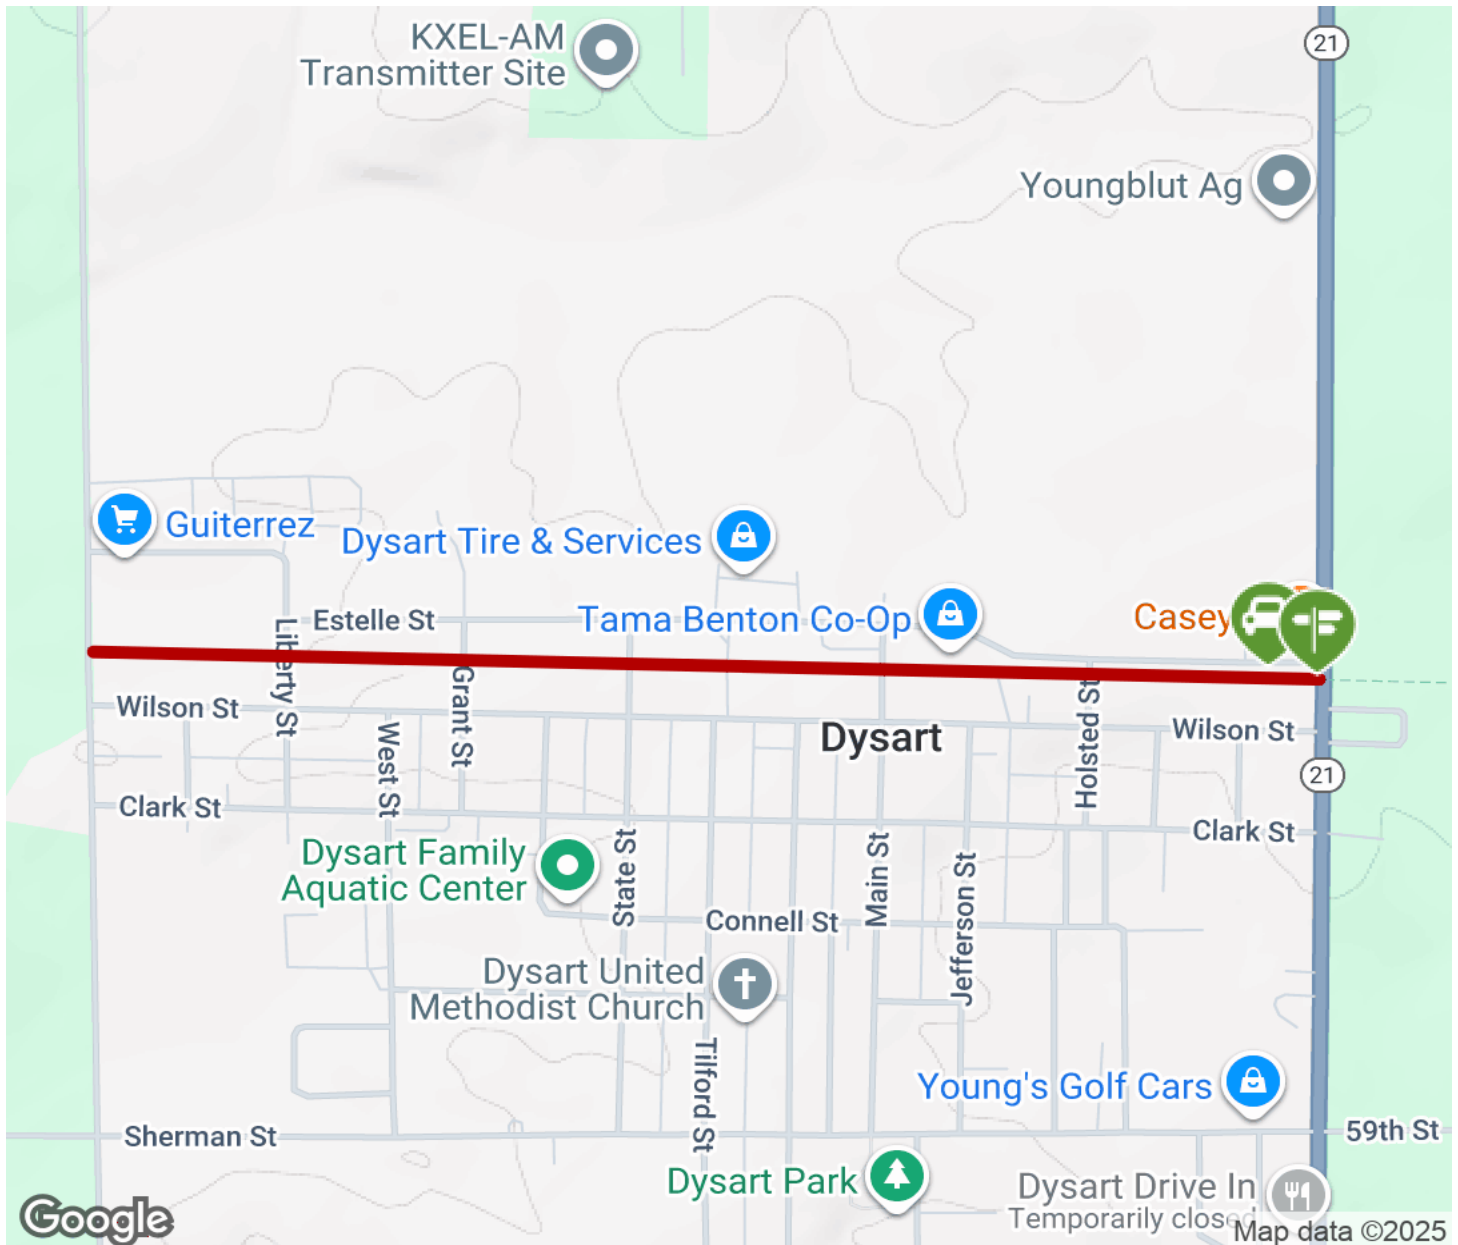 KXEL-AM
Transmitter Site
21
Youngblut Ag
Guiterrez
Dysart Tire & Services
Estelle St
Tama Benton Co-Op
Casey
Liberty St
Grant St
Holsted St
Wilson St
West St
Dysart
Wilson St
21
Clark St
Clark St
Dysart Family
Aquatic Center
State St
Main St
Jefferson St
Connell St
Dysart United
Methodist Church
Tilford St
Young's Golf Cars
Sherman St
59th St
Dysart Park
Dysart Drive In
Temporarily closed
Google
Map data ©2025